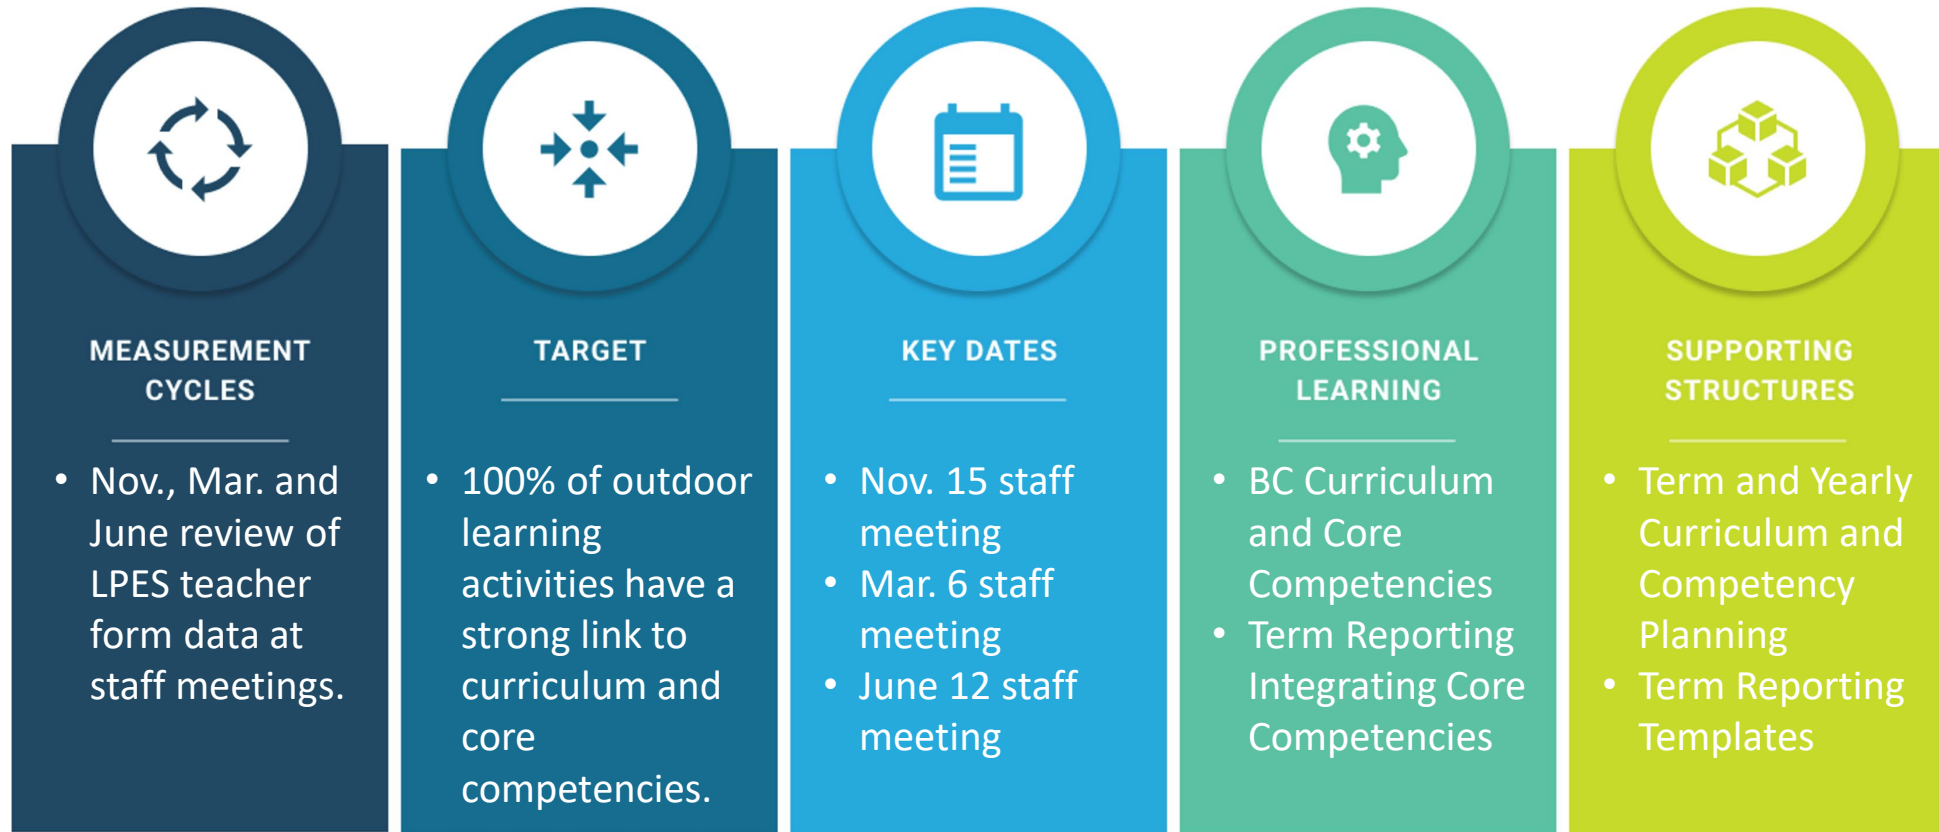 MEASUREMENT
CYCLES
• Nov., Mar. and
June review of
LPES teacher
form data at
staff meetings.
TARGET
• 100% of outdoor
learning
activities have a
strong link to
curriculum and
core
competencies.
KEY DATES
• Nov. 15 staff
meeting
• Mar. 6 staff
meeting
• June 12 staff
meeting
PROFESSIONAL
LEARNING
• BC Curriculum
and Core
Competencies
• Term Reporting
Integrating Core
Competencies
SUPPORTING
STRUCTURES
• Term and Yearly
Curriculum and
Competency
Planning
• Term Reporting
Templates